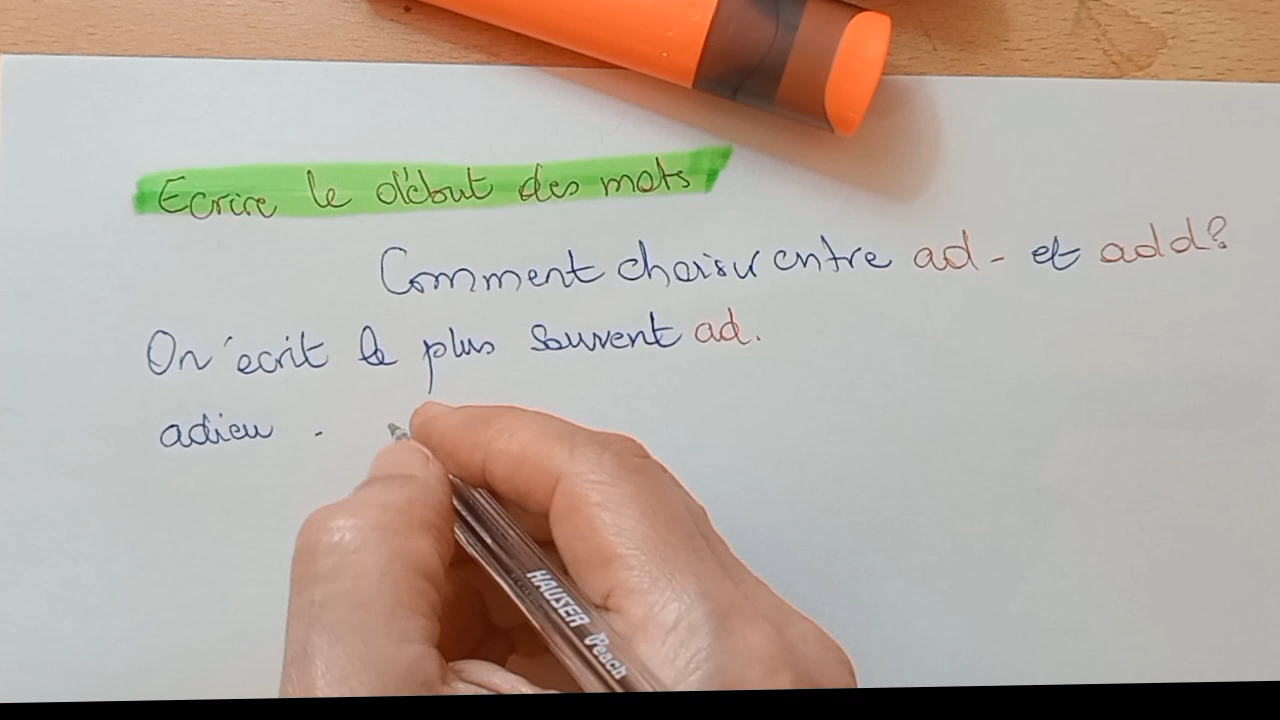 Ecrire le début des mots
Comment choisir entre ad- et add?
On écrit le plus souvent ad.
adieu -
HAUSER Peach